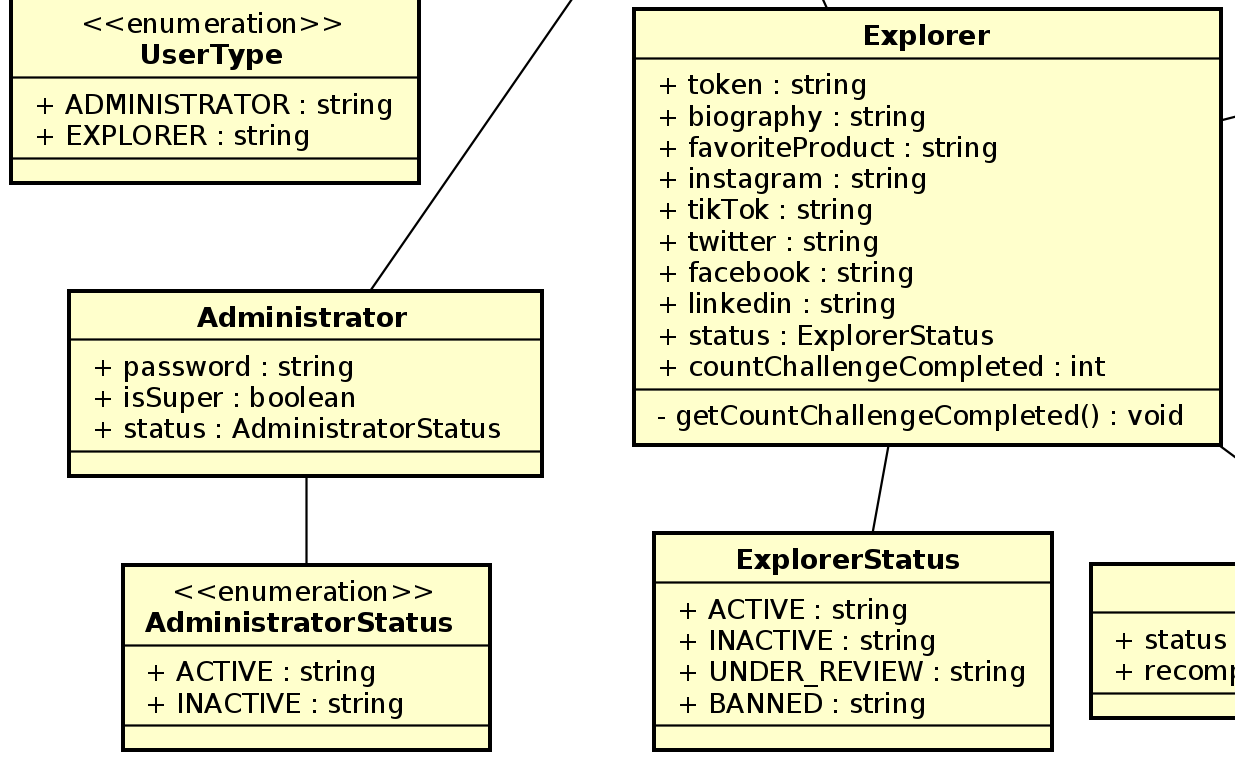 <<enumeration>>
UserType
+ ADMINISTRATOR : string
+ EXPLORER : string
Explorer
+ token : string
+ biography : string
+ favoriteProduct : string
+ instagram : string
+ tikTok : string
+ twitter : string
+ facebook : string
+ linkedin : string
+ status : ExplorerStatus
+ countChallengeCompleted : int
- getCountChallengeCompleted() : void
Administrator
+ password : string
+ isSuper : boolean
+ status : AdministratorStatus
<<enumeration>>
AdministratorStatus
+ ACTIVE : string
+ INACTIVE : string
ExplorerStatus
+ ACTIVE : string
+ INACTIVE : string
+ UNDER_REVIEW : string
+ BANNED : string
+ status
+